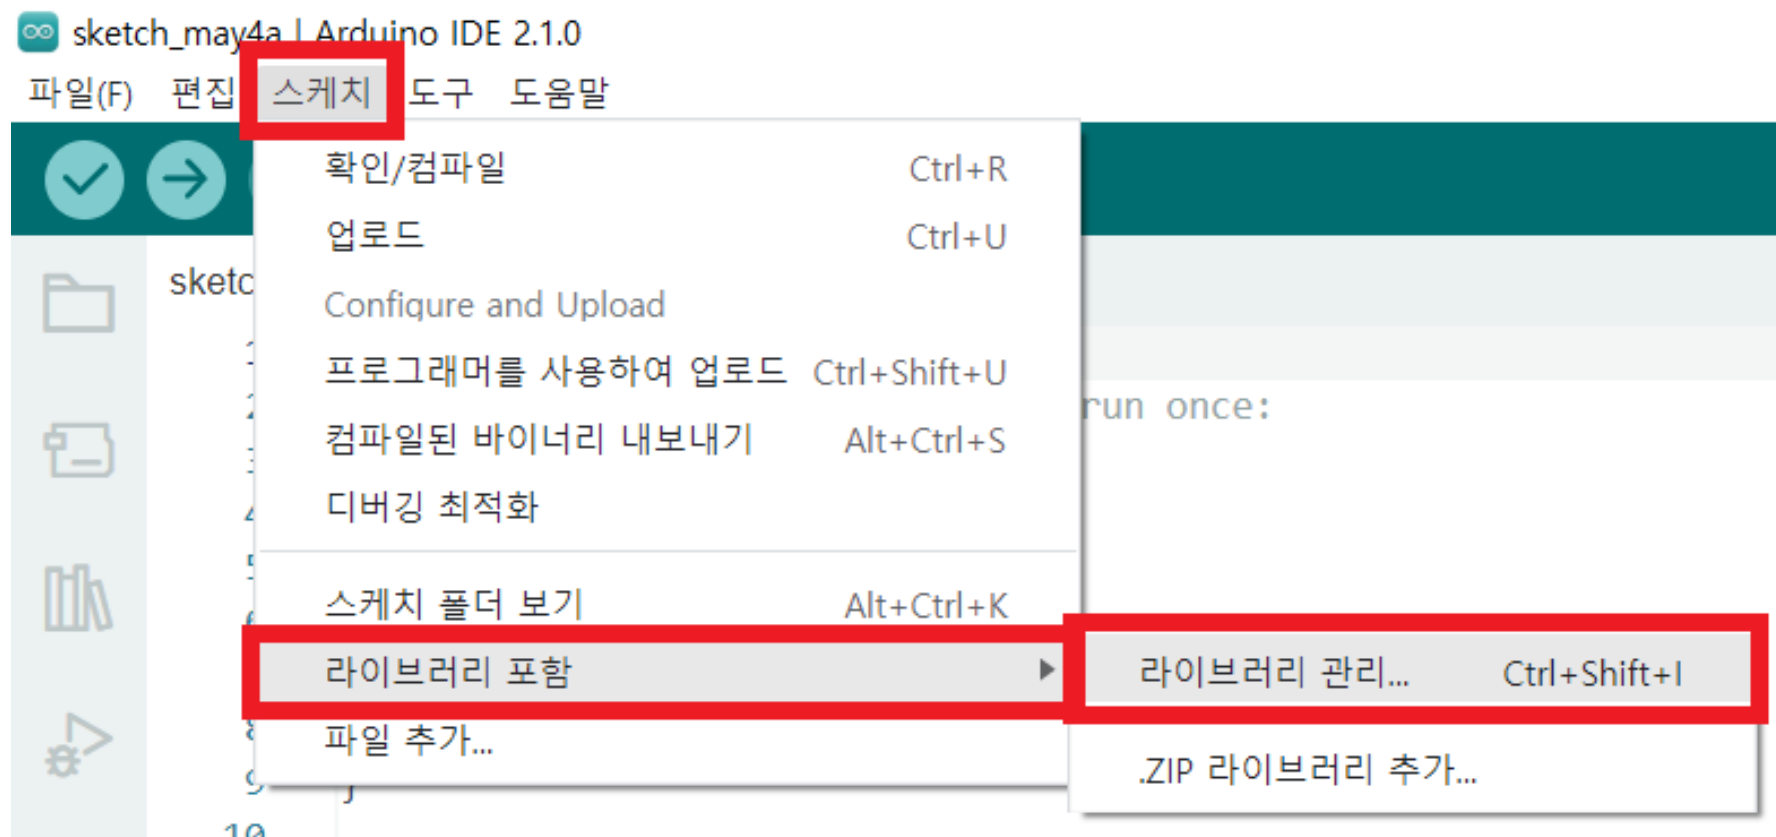 sketch_may4a | Arduino IDE 2.1.0
파일(F) 편집 스케치 도구 도움말
확인/컴파일 Ctrl+R
업로드 Ctrl+U
sketc
Configure and Upload
프로그래머를 사용하여 업로드 Ctrl+Shift+U
run once:
컴파일된 바이너리 내보내기 Alt+Ctrl+S
디버깅 최적화
스케치 폴더 보기 Alt+Ctrl+K
라이브러리 포함
라이브러리 관리... Ctrl+Shift+I
파일 추가...
.ZIP 라이브러리 추가...
9 }
10